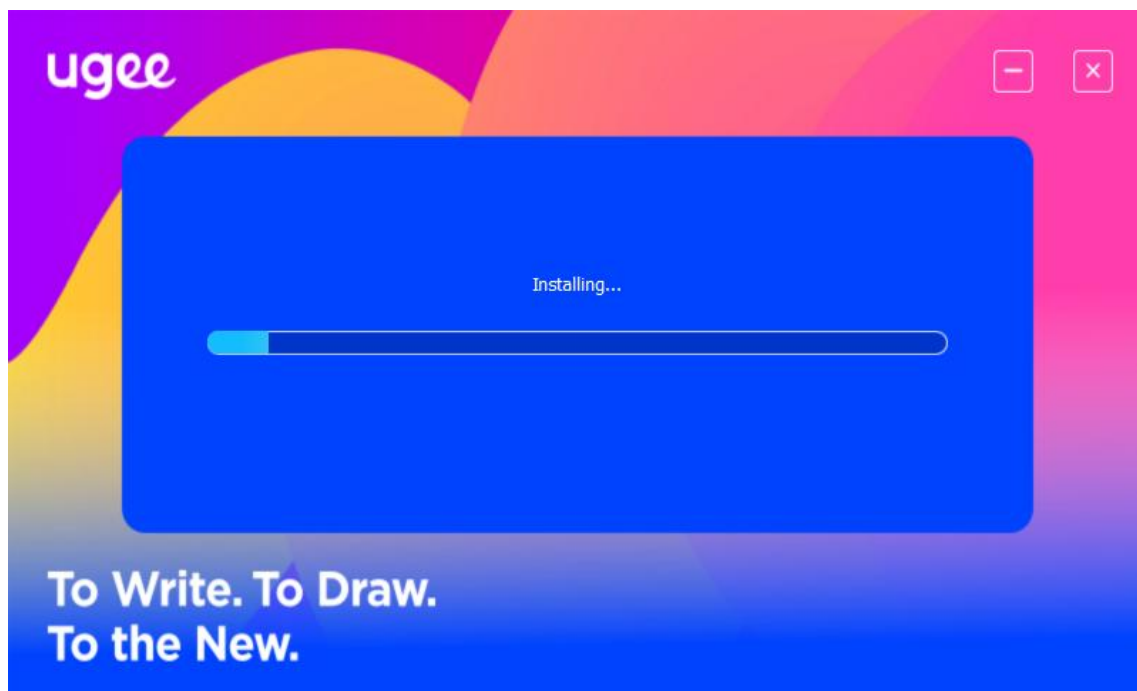 ugee
Installing...
To Write. To Draw.
To the New.